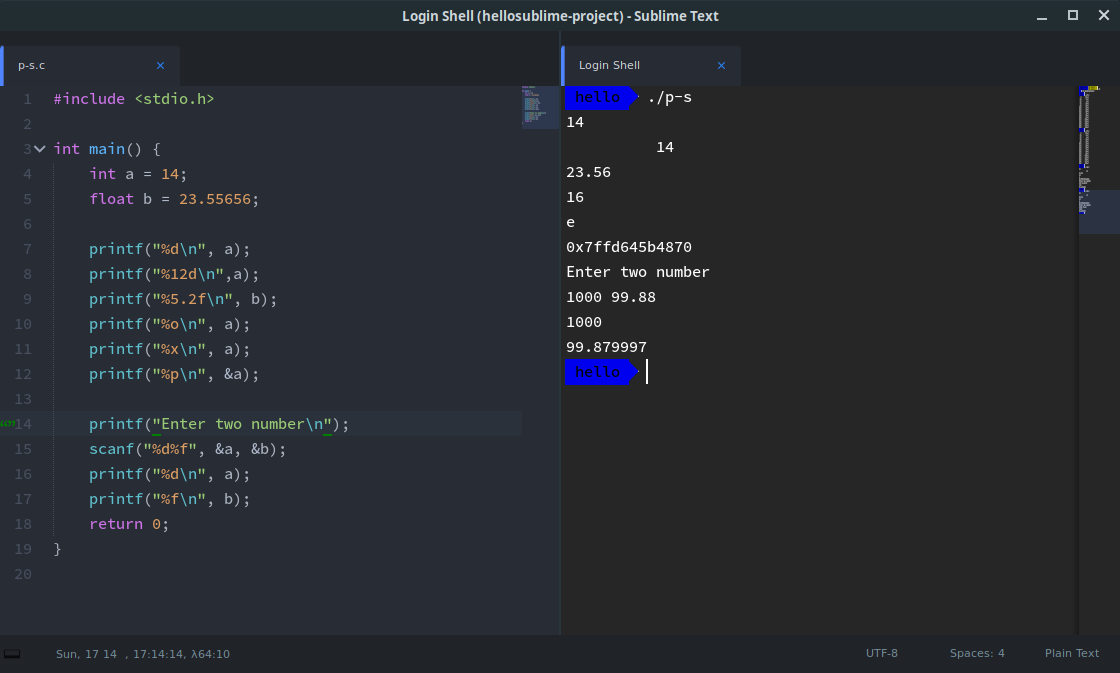 Login Shell (hellosublime-project) - Sublime Text
p-s.c ×
1 #include <stdio.h>
2
3 int main() {
4     int a = 14;
5     float b = 23.55656;
6
7     printf("%d\n", a);
8     printf("%12d\n",a);
9     printf("%5.2f\n", b);
10     printf("%o\n", a);
11     printf("%x\n", a);
12     printf("%p\n", &a);
13
14     printf("Enter two number\n");
15     scanf("%d%f", &a, &b);
16     printf("%d\n", a);
17     printf("%f\n", b);
18     return 0;
19 }
20
Login Shell ×
hello ./p-s
14
          14
23.56
16
e
0x7ffd645b4870
Enter two number
1000 99.88
1000
99.879997
hello
Sun, 17 14  , 17:14:14, λ64:10
UTF-8 Spaces: 4 Plain Text